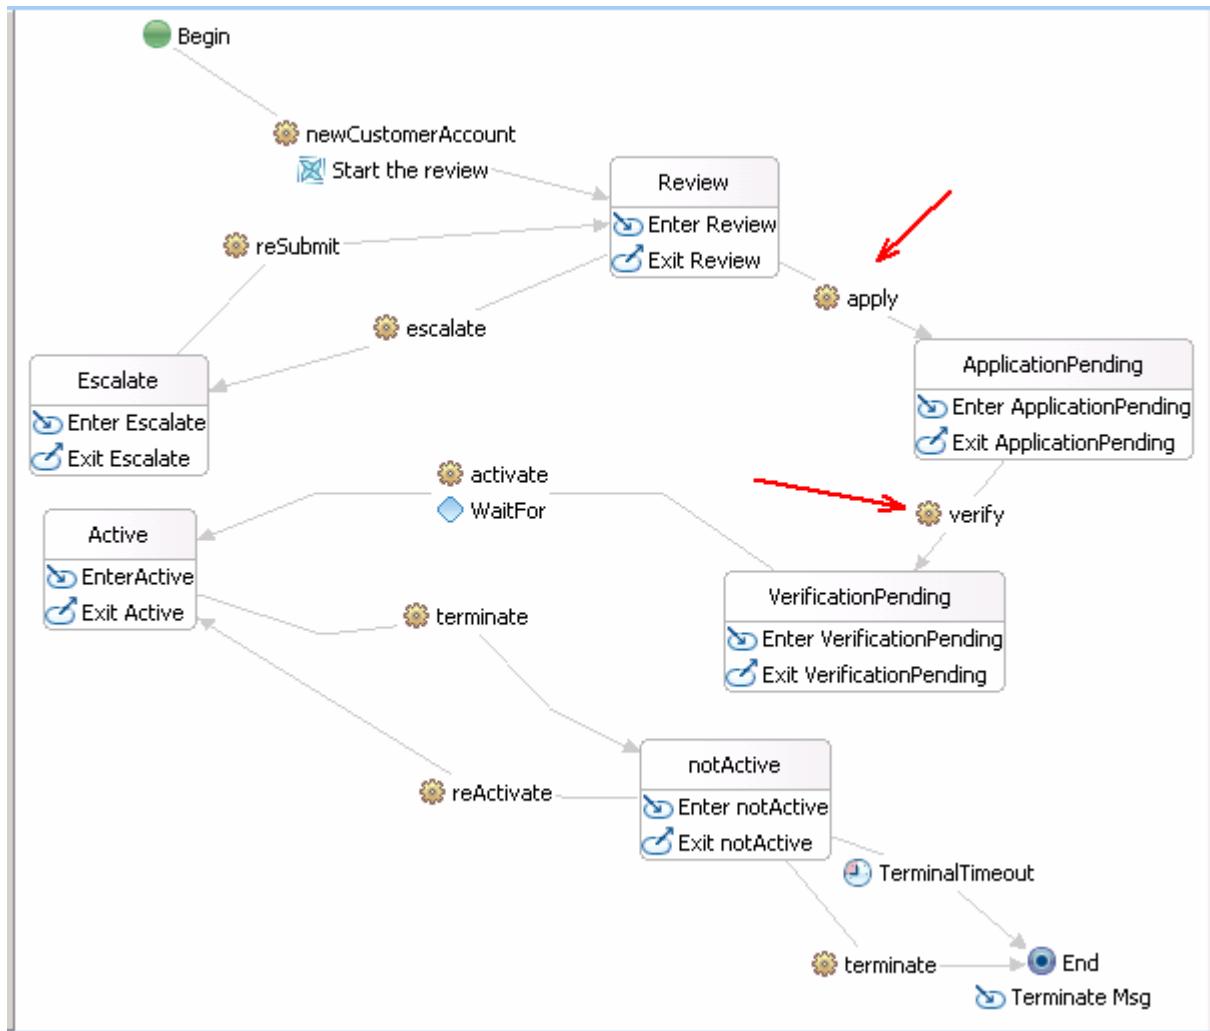 Begin
newCustomerAccount
Start the review
Review
Enter Review
Exit Review
reSubmit
apply
escalate
Escalate
Enter Escalate
Exit Escalate
ApplicationPending
Enter ApplicationPending
Exit ApplicationPending
activate
WaitFor
verify
Active
EnterActive
Exit Active
VerificationPending
Enter VerificationPending
Exit VerificationPending
terminate
notActive
Enter notActive
Exit notActive
reActivate
TerminalTimeout
terminate
End
Terminate Msg